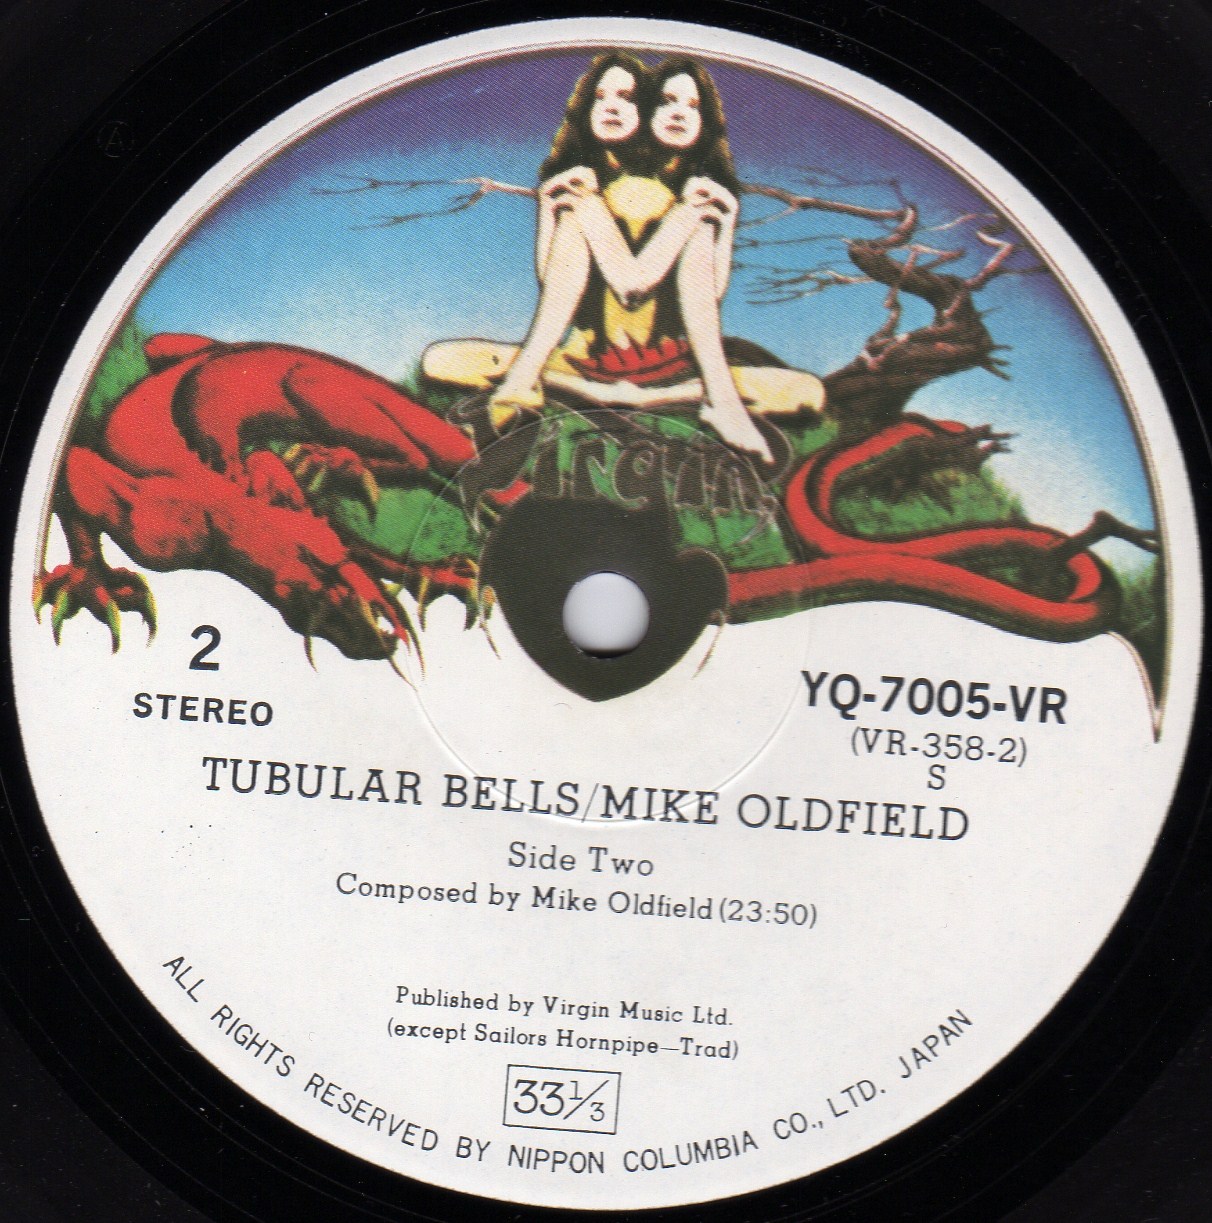 Virgin
2
STEREO
YQ-7005-VR
(VR-358-2)
S
TUBULAR BELLS/MIKE OLDFIELD
Side Two
Composed by Mike Oldfield (23:50)
Published by Virgin Music Ltd.
(except Sailors Hornpipe—Trad)
33⅓
ALL RIGHTS RESERVED BY NIPPON COLUMBIA CO., LTD. JAPAN